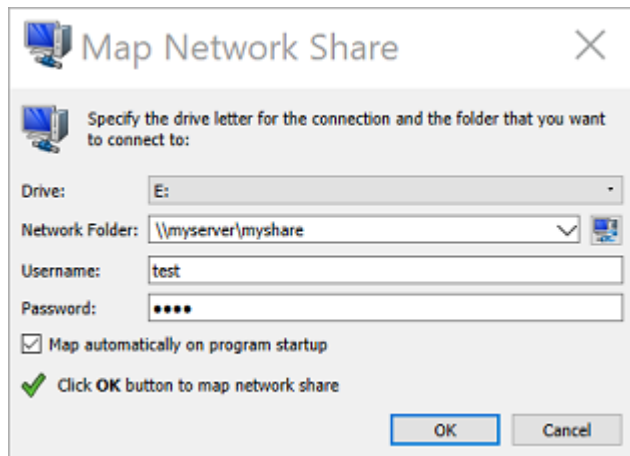 Map Network Share
Specify the drive letter for the connection and the folder that you want
to connect to:
Drive: E:
Network Folder: \\myserver\myshare
Username: test
Password: ••••
Map automatically on program startup
Click OK button to map network share
OK Cancel